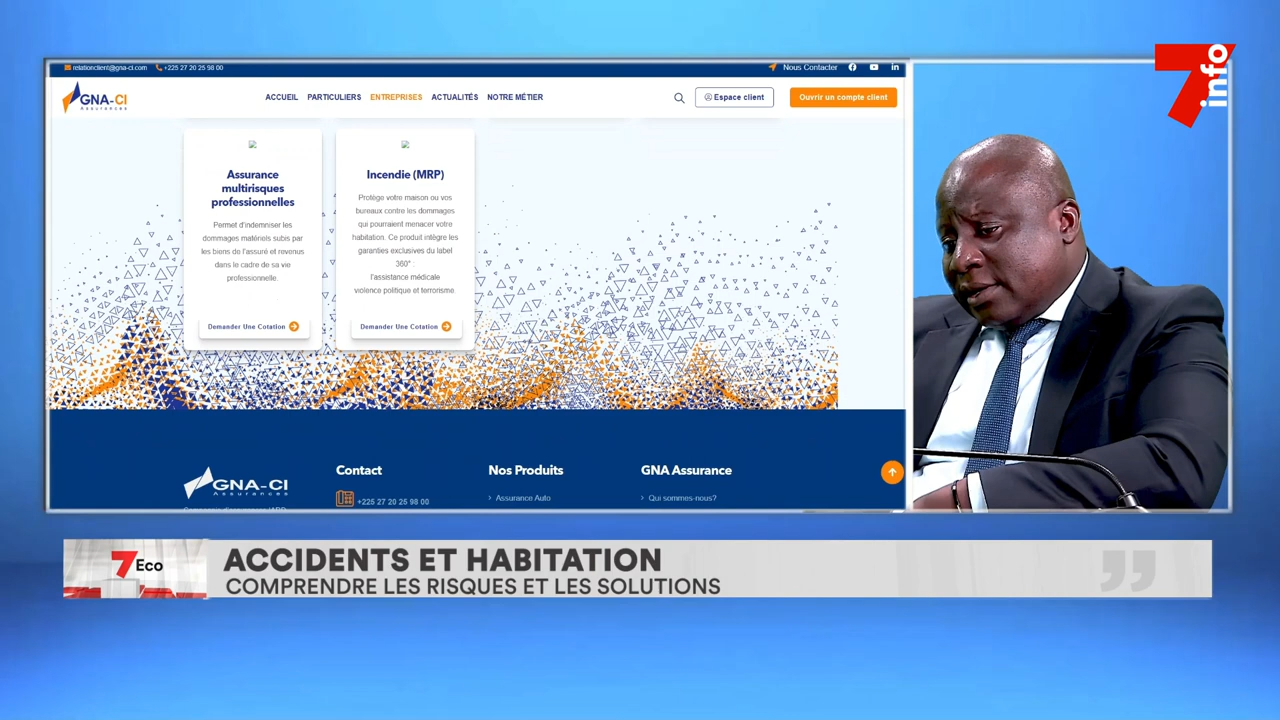 relationclient@gna-ci.com +225 27 20 25 98 00 Nous Contacter
7info
GNA-CI
Assurances
ACCUEIL PARTICULIERS ENTREPRISES ACTUALITÉS NOTRE MÉTIER
Espace client
Ouvrir un compte client
Assurance
multirisques
professionnelles
Permet d'indemniser les
dommages matériels subis par
les biens de l'assuré et revenus
dans le cadre de sa vie
professionnelle.
Demander Une Cotation
Incendie (MRP)
Protège votre maison ou vos
bureaux contre les dommages
qui pourraient menacer votre
habitation. Ce produit intègre les
garanties exclusives du label
360° :
l'assistance médicale
violence politique et terrorisme.
Demander Une Cotation
GNA-CI
Assurances
Contact
+225 27 20 25 98 00
Nos Produits
Assurance Auto
GNA Assurance
Qui sommes-nous?
7 Eco
ACCIDENTS ET HABITATION
COMPRENDRE LES RISQUES ET LES SOLUTIONS